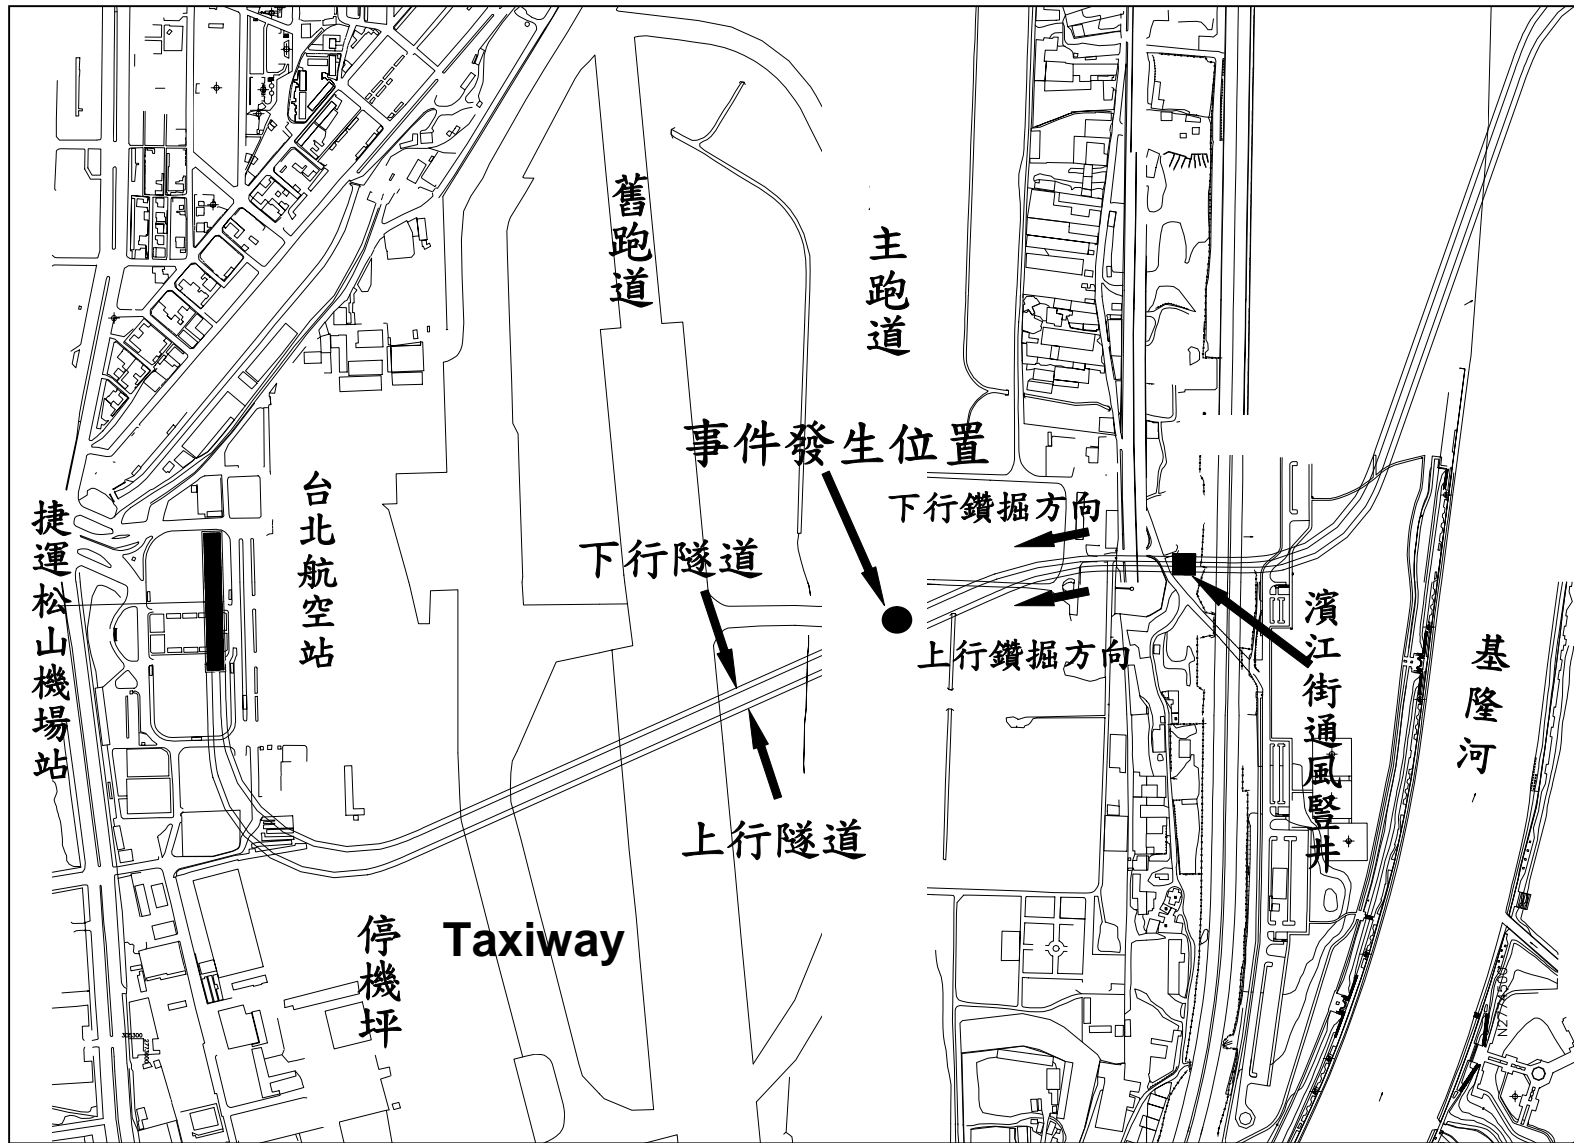 舊跑道
主跑道
事件發生位置
下行鑽掘方向
台北航空站
捷運松山機場站
下行隧道
濱江街通風豎井
基隆河
上行鑽掘方向
上行隧道
停機坪
Taxiway